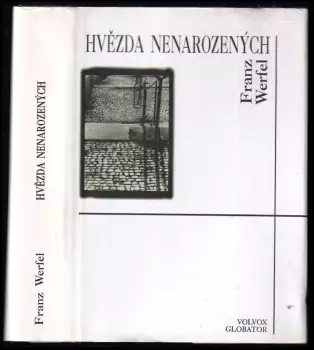 Franz Werfel
HVĚZDA NENAROZENÝCH
HVĚZDA NENAROZENÝCH
Franz
Werfel
VOLVOX
GLOBATOR